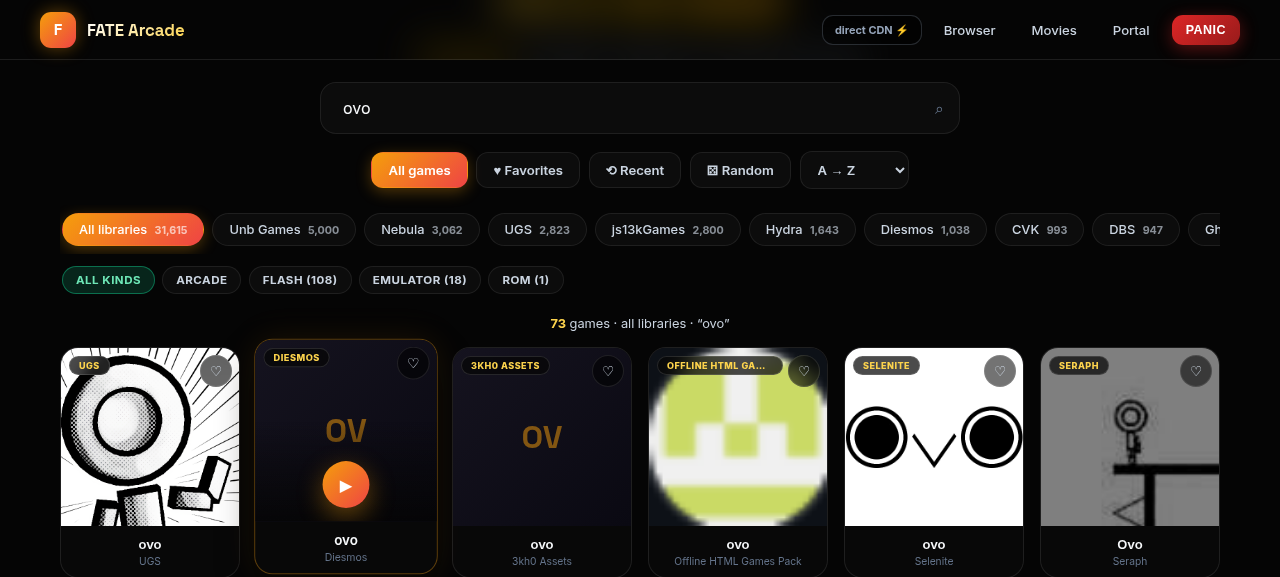 F FATE Arcade direct CDN ⚡ Browser Movies Portal PANIC
ovo ⌕
All games ♥ Favorites ⟲ Recent ⚄ Random A → Z
All libraries 31,615 Unb Games 5,000 Nebula 3,062 UGS 2,823 js13kGames 2,800 Hydra 1,643 Diesmos 1,038 CVK 993 DBS 947 Gh
ALL KINDS ARCADE FLASH (108) EMULATOR (18) ROM (1)
73 games · all libraries · “ovo”
UGS ♡ DIESMOS ♡ 3KH0 ASSETS ♡ OFFLINE HTML GA... ♡ SELENITE ♡ SERAPH ♡
OV OV
▶
ovo ovo ovo ovo ovo Ovo
UGS Diesmos 3kh0 Assets Offline HTML Games Pack Selenite Seraph